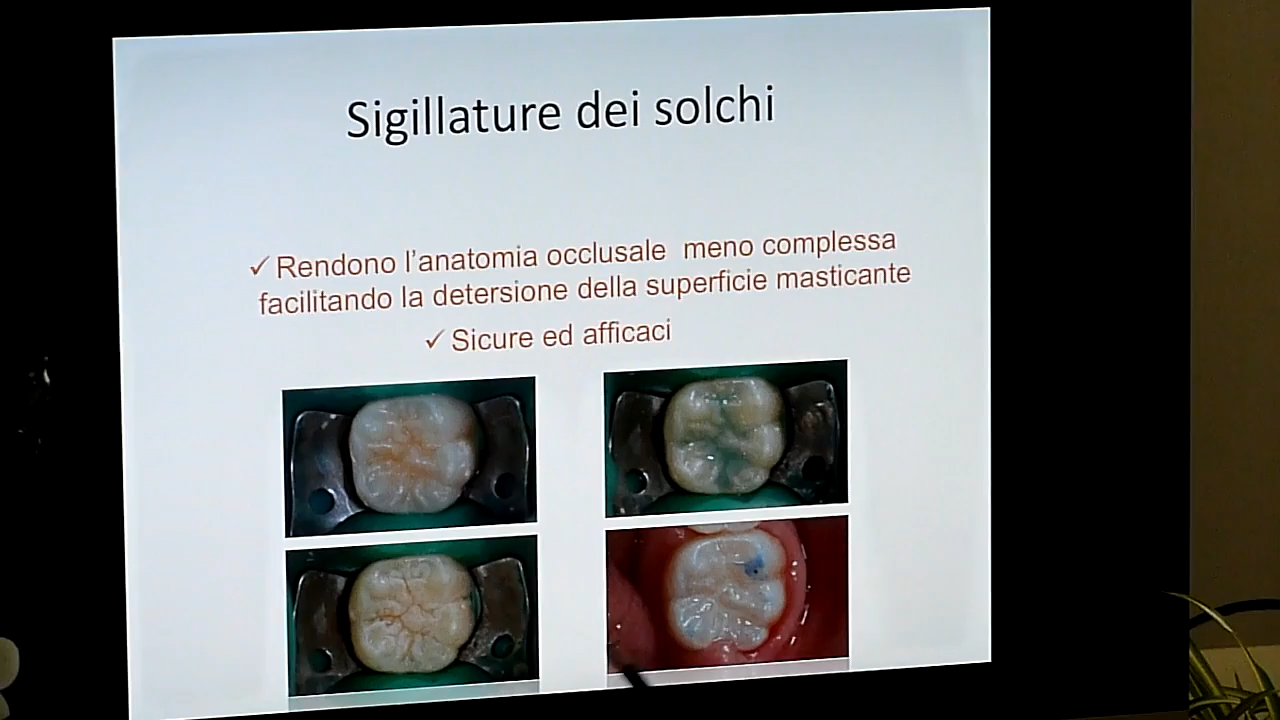 Sigillature dei solchi
✓ Rendono l'anatomia occlusale meno complessa
facilitando la detersione della superficie masticante
✓ Sicure ed afficaci